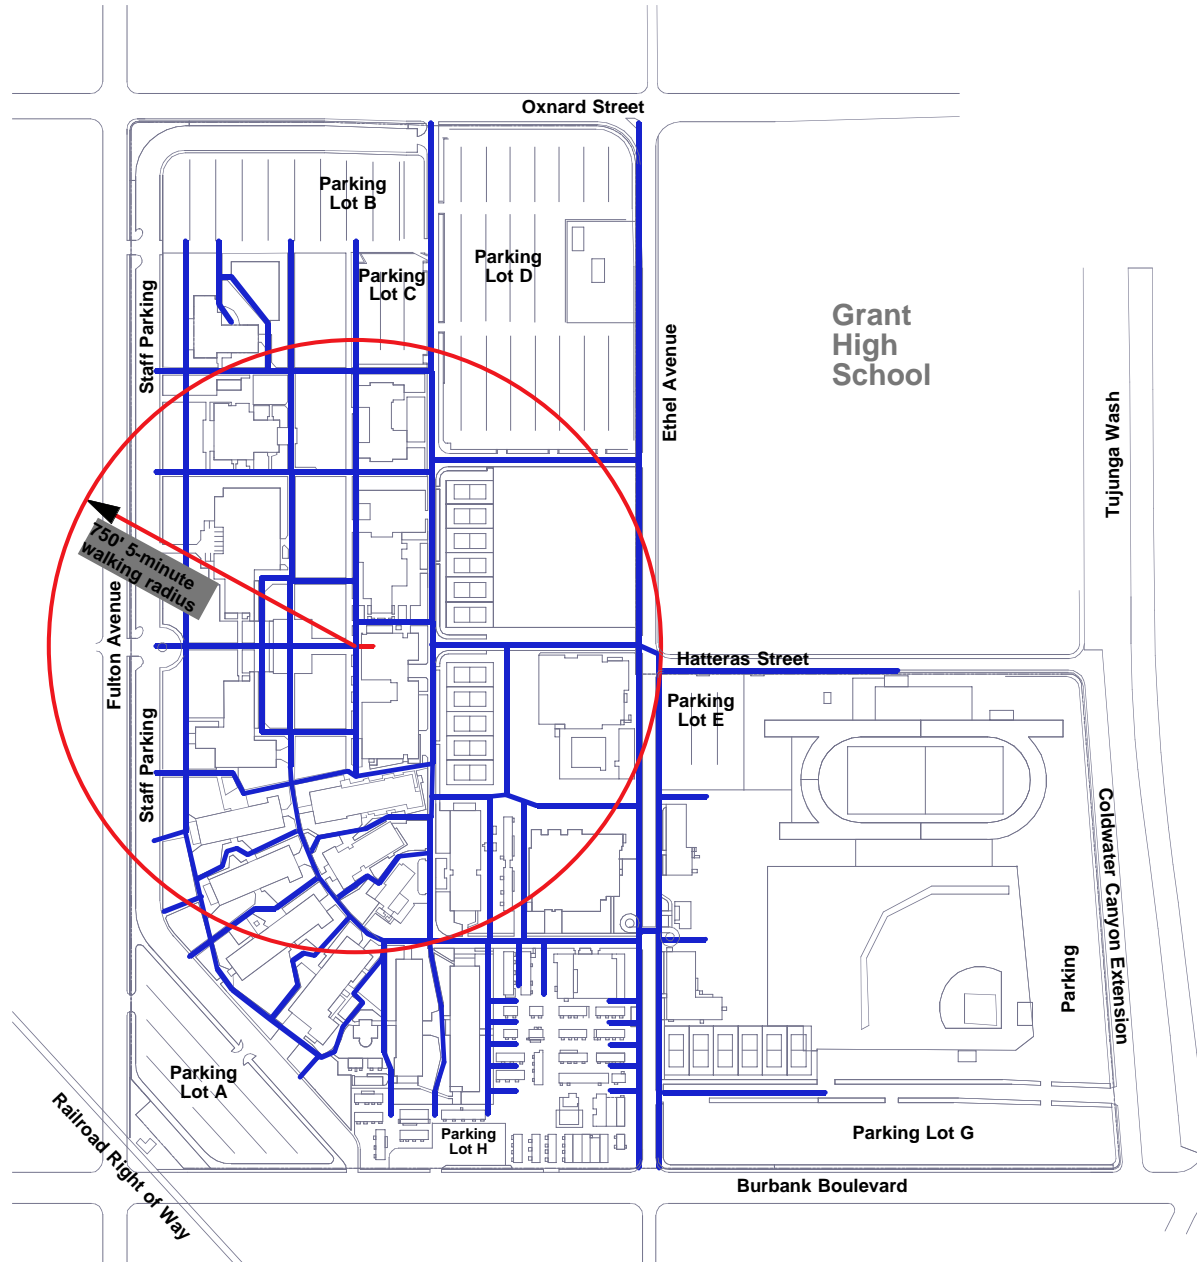 Oxnard Street
Parking
Lot B
Parking
Lot C
Parking
Lot D
Staff Parking
Ethel Avenue
Grant
High
School
Tujunga Wash
750' 5-minute
walking radius
Fulton Avenue
Hatteras Street
Parking
Lot E
Staff Parking
Coldwater Canyon Extension
Parking
Parking
Lot A
Railroad Right of Way
Parking
Lot H
Parking Lot G
Burbank Boulevard